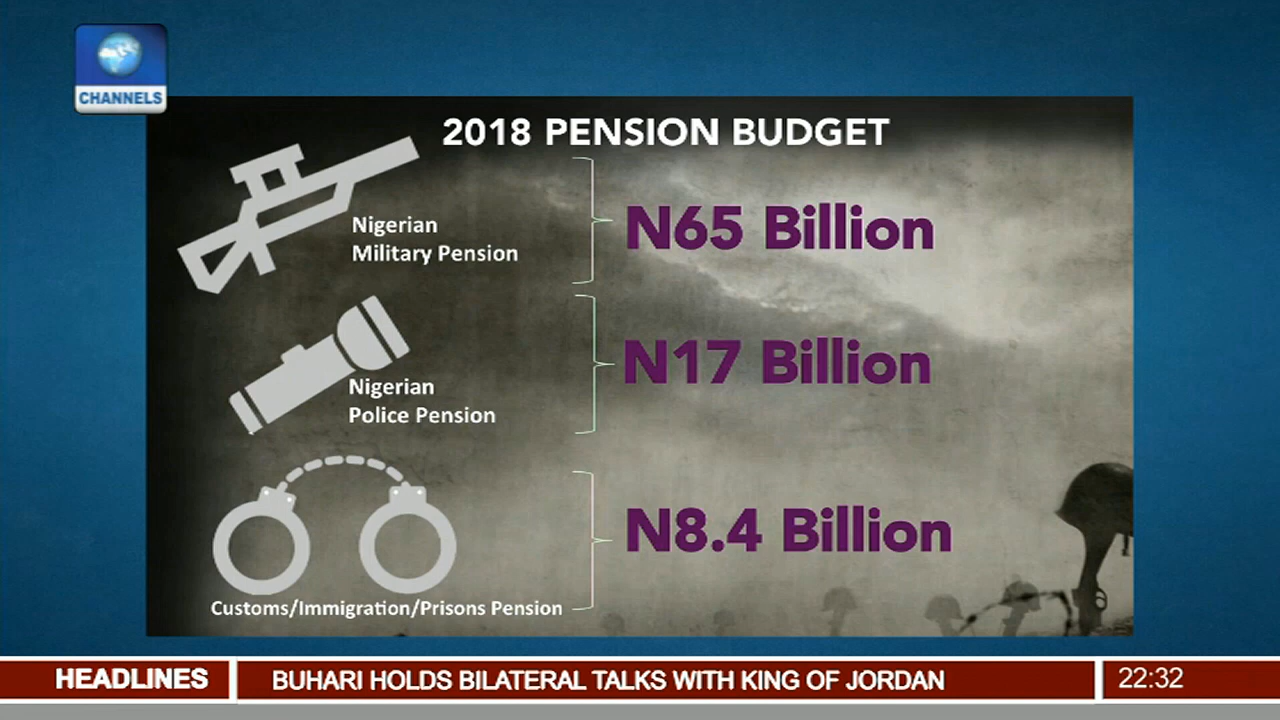 CHANNELS
2018 PENSION BUDGET
Nigerian
Military Pension
N65 Billion
Nigerian
Police Pension
N17 Billion
Customs/Immigration/Prisons Pension
N8.4 Billion
HEADLINES
BUHARI HOLDS BILATERAL TALKS WITH KING OF JORDAN
22:32